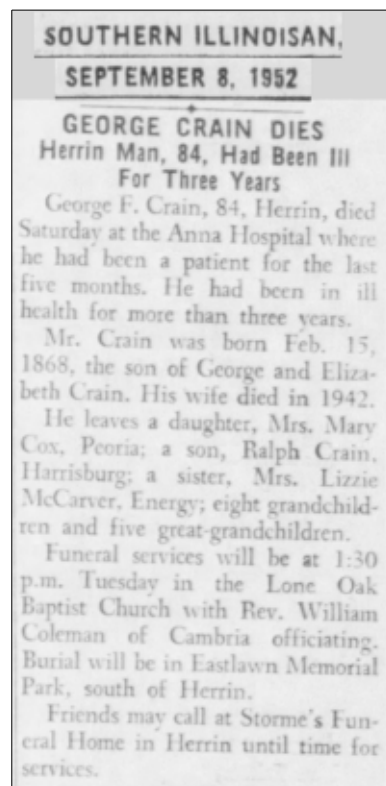 SOUTHERN ILLINOISAN,
SEPTEMBER 8, 1952
GEORGE CRAIN DIES
Herrin Man, 84, Had Been Ill
For Three Years
George F. Crain, 84, Herrin, died
Saturday at the Anna Hospital where
he had been a patient for the last
five months. He had been in ill
health for more than three years.
Mr. Crain was born Feb. 15,
1868, the son of George and Eliza-
beth Crain. His wife died in 1942.
He leaves a daughter, Mrs. Mary
Cox, Peoria; a son, Ralph Crain,
Harrisburg; a sister, Mrs. Lizzie
McCarver, Energy; eight grandchild-
ren and five great-grandchildren.
Funeral services will be at 1:30
p.m. Tuesday in the Lone Oak
Baptist Church with Rev. William
Coleman of Cambria officiating.
Burial will be in Eastlawn Memorial
Park, south of Herrin.
Friends may call at Storme's Fun-
eral Home in Herrin until time for
services.